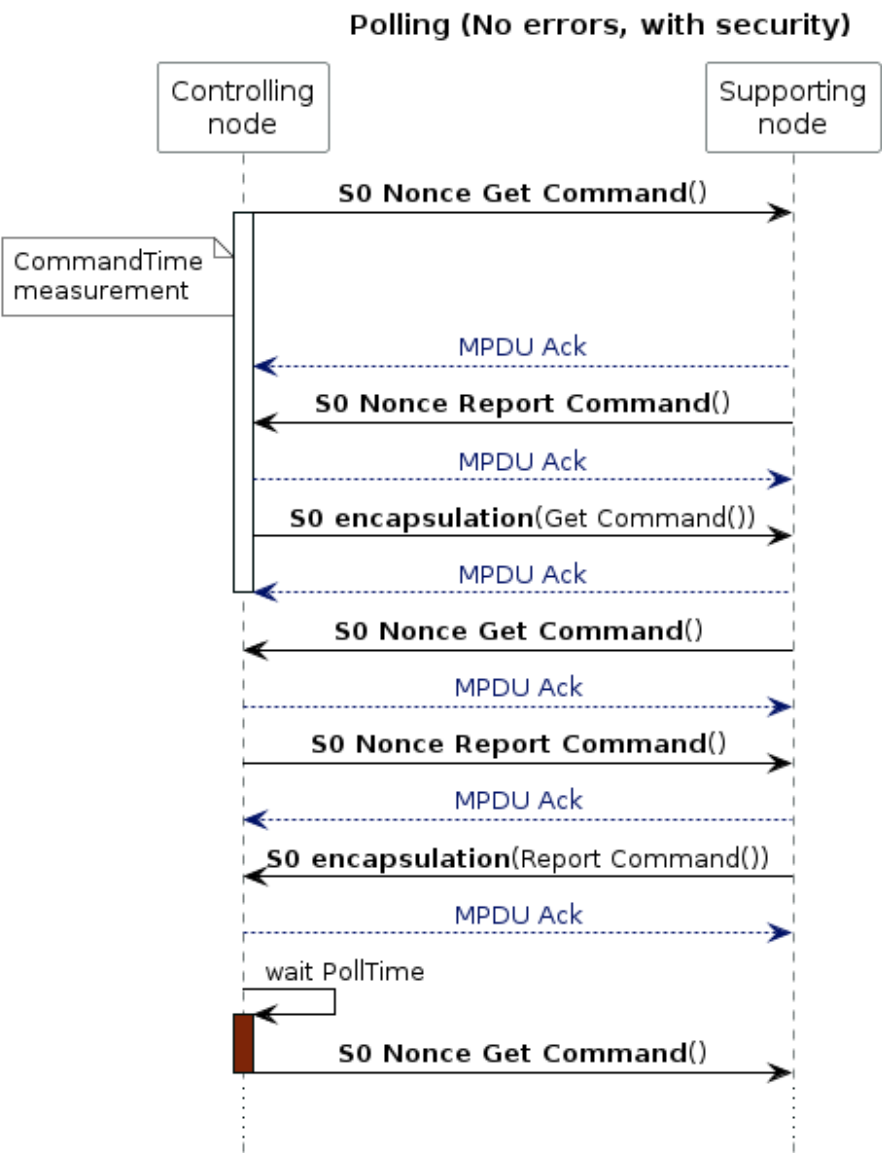 Polling (No errors, with security)
Controlling
node
Supporting
node
S0 Nonce Get Command()
CommandTime
measurement
MPDU Ack
S0 Nonce Report Command()
MPDU Ack
S0 encapsulation(Get Command())
MPDU Ack
S0 Nonce Get Command()
MPDU Ack
S0 Nonce Report Command()
MPDU Ack
S0 encapsulation(Report Command())
MPDU Ack
wait PollTime
S0 Nonce Get Command()